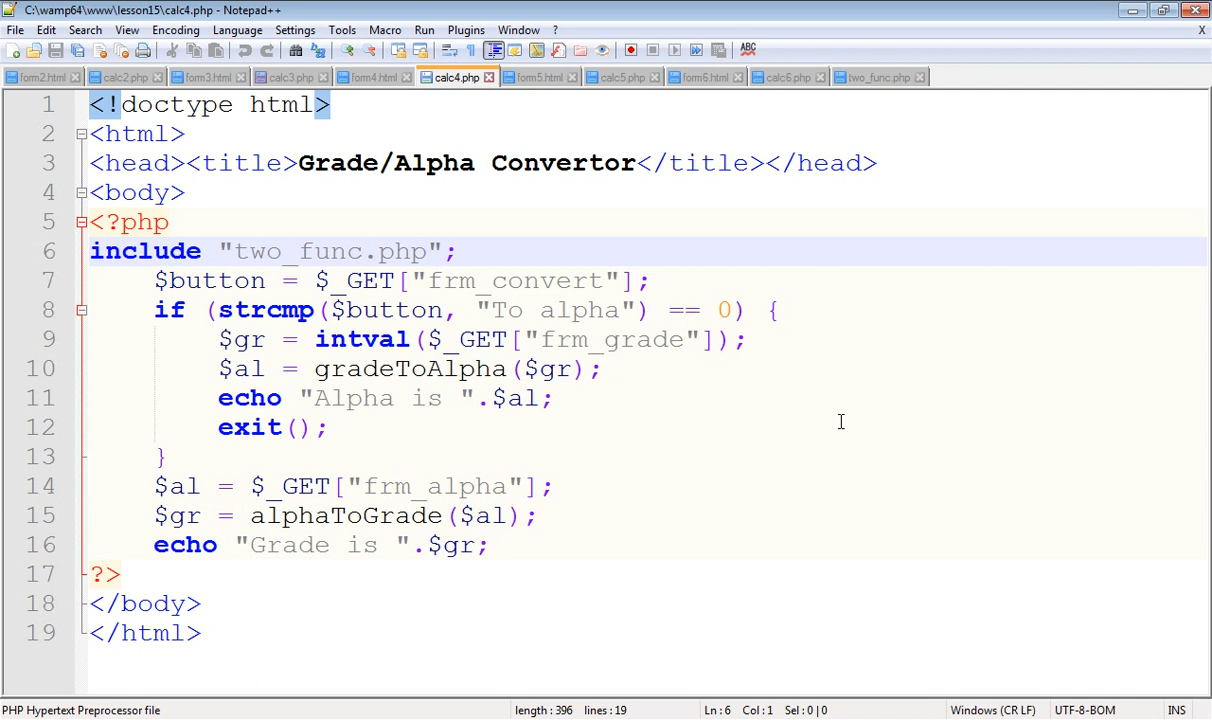 C:\wamp64\www\lesson15\calc4.php - Notepad++
File Edit Search View Encoding Language Settings Tools Macro Run Plugins Window ? X
form2.html calc2.php form3.html calc3.php form4.html calc4.php form5.html calc5.php form6.html calc6.php two_func.php
1 <!doctype html>
2 <html>
3 <head><title>Grade/Alpha Convertor</title></head>
4 <body>
5 <?php
6 include "two_func.php";
7 $button = $_GET["frm_convert"];
8 if (strcmp($button, "To alpha") == 0) {
9 $gr = intval($_GET["frm_grade"]);
10 $al = gradeToAlpha($gr);
11 echo "Alpha is ".$al;
12 exit();
13 }
14 $al = $_GET["frm_alpha"];
15 $gr = alphaToGrade($al);
16 echo "Grade is ".$gr;
17 ?>
18 </body>
19 </html>
PHP Hypertext Preprocessor file length : 396 lines : 19 Ln : 6 Col : 1 Sel : 0 | 0 Windows (CR LF) UTF-8-BOM INS